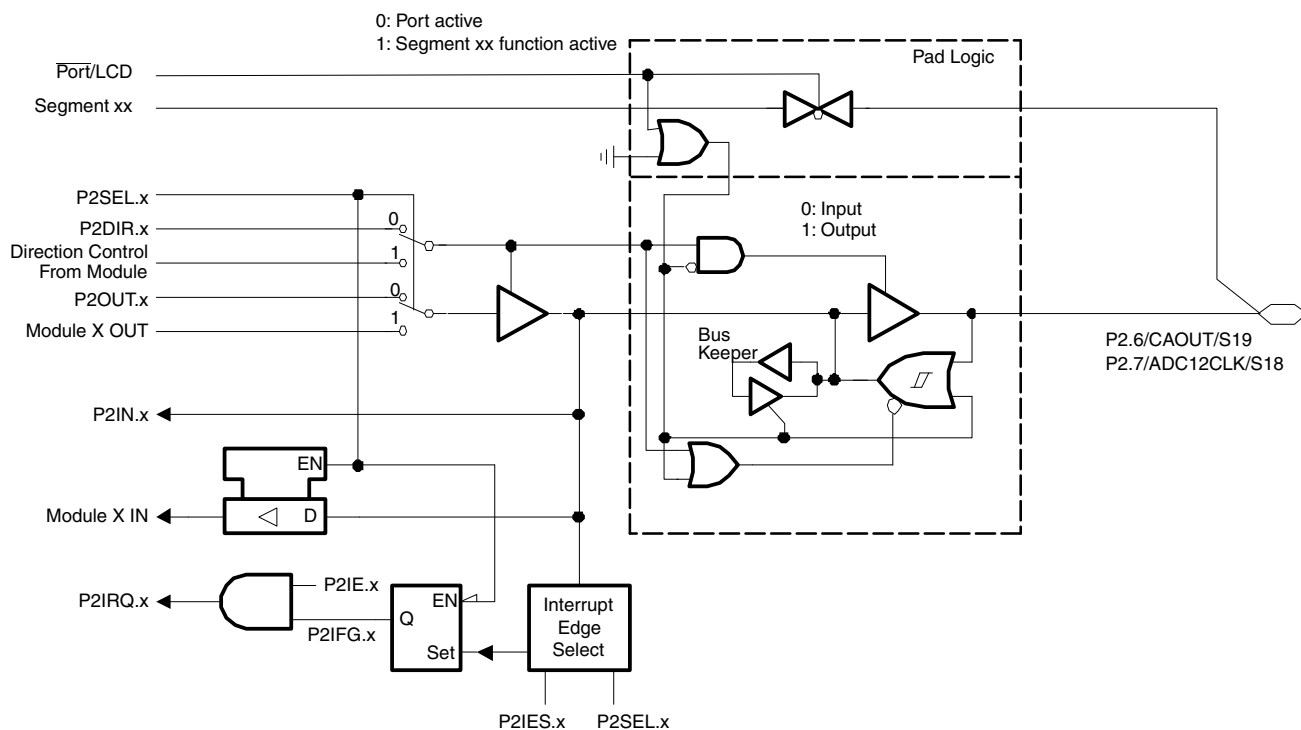 0: Port active
1: Segment xx function active
Pad Logic
Port/LCD
Segment xx
P2SEL.x
0
P2DIR.x
0: Input
1: Output
Direction Control
From Module
1
P2OUT.x
0
Module X OUT
1
Bus
Keeper
P2.6/CAOUT/S19
P2.7/ADC12CLK/S18
P2IN.x
EN
Module X IN
D
P2IE.x
P2IRQ.x
P2IFG.x
EN
Q
Set
Interrupt
Edge
Select
P2IES.x
P2SEL.x